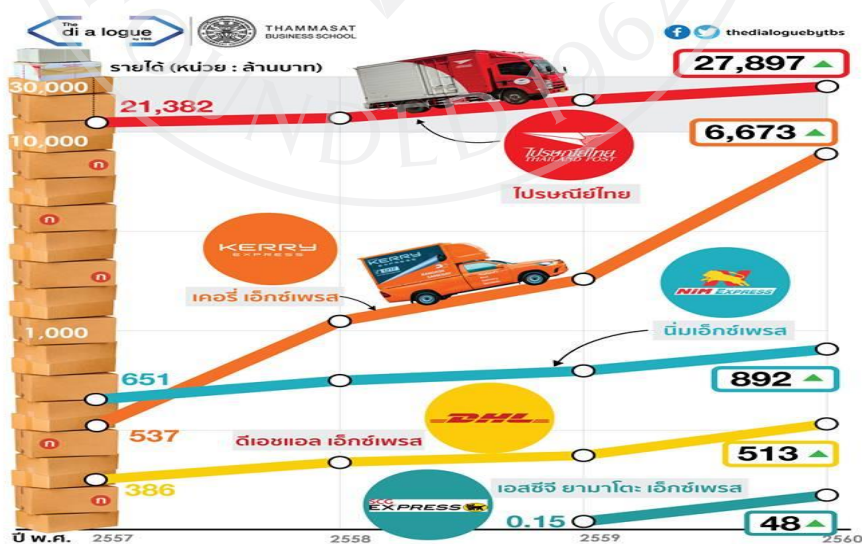 The
di a logue
by TBS
THAMMASAT
BUSINESS SCHOOL
thedialoguebytbs
รายได้ (หน่วย : ล้านบาท)
27,897
30,000
21,382
6,673
10,000
ไปรษณีย์ไทย
THAILAND POST
ไปรษณีย์ไทย
KERRY
EXPRESS
KERRY
EXPRESS
เคอรี่ เอ็กซ์เพรส
NIM EXPRESS
นิ่มเอ็กซ์เพรส
1,000
651
892
537
DHL
ดีเอชแอล เอ็กซ์เพรส
513
386
SCG
EXPRESS
เอสซีจี ยามาโตะ เอ็กซ์เพรส
0.15
48
ปี พ.ศ. 2557 2558 2559 2560